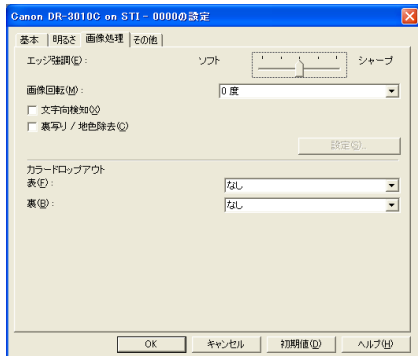 Canon DR-3010C on STI - 0000の設定
基本 明るさ 画像処理 その他
エッジ強調(E): ソフト シャープ
画像回転(M): 0 度
文字向検知(X)
裏写り / 地色除去(C)
設定(S)...
カラードロップアウト
表(F): なし
裏(B): なし
OK キャンセル 初期値(D) ヘルプ(H)